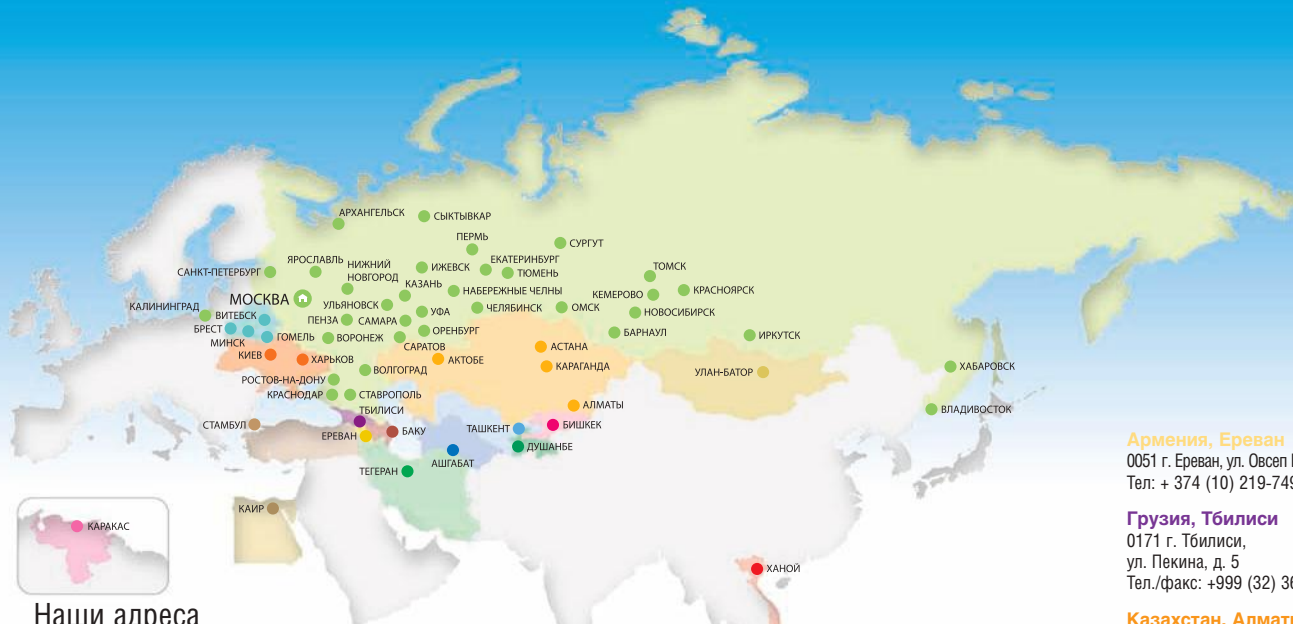 АРХАНГЕЛЬСК
СЫКТЫВКАР
ПЕРМЬ
СУРГУТ
САНКТ-ПЕТЕРБУРГ
ЯРОСЛАВЛЬ
НИЖНИЙ
НОВГОРОД
ИЖЕВСК
ЕКАТЕРИНБУРГ
ТЮМЕНЬ
ТОМСК
КАЗАНЬ
НАБЕРЕЖНЫЕ ЧЕЛНЫ
КЕМЕРОВО
КРАСНОЯРСК
МОСКВА
КАЛИНИНГРАД
ВИТЕБСК
УЛЬЯНОВСК
УФА
ЧЕЛЯБИНСК
ОМСК
НОВОСИБИРСК
БРЕСТ
ПЕНЗА
САМАРА
ОРЕНБУРГ
БАРНАУЛ
ИРКУТСК
МИНСК
ГОМЕЛЬ
ВОРОНЕЖ
САРАТОВ
АСТАНА
КИЕВ
ХАРЬКОВ
АКТОБЕ
КАРАГАНДА
ВОЛГОГРАД
УЛАН-БАТОР
ХАБАРОВСК
РОСТОВ-НА-ДОНУ
КРАСНОДАР
СТАВРОПОЛЬ
АЛМАТЫ
ВЛАДИВОСТОК
ТБИЛИСИ
СТАМБУЛ
ЕРЕВАН
БАКУ
ТАШКЕНТ
БИШКЕК
ДУШАНБЕ
АШГАБАТ
ТЕГЕРАН
КАИР
КАРАКАС
ХАНОЙ
Наши адреса
Армения, Ереван
0051 г. Ереван, ул. Овсеп
Тел: + 374 (10) 219-749
Грузия, Тбилиси
0171 г. Тбилиси,
ул. Пекина, д. 5
Тел./факс: +999 (32) 36
Казахстан, Алматы